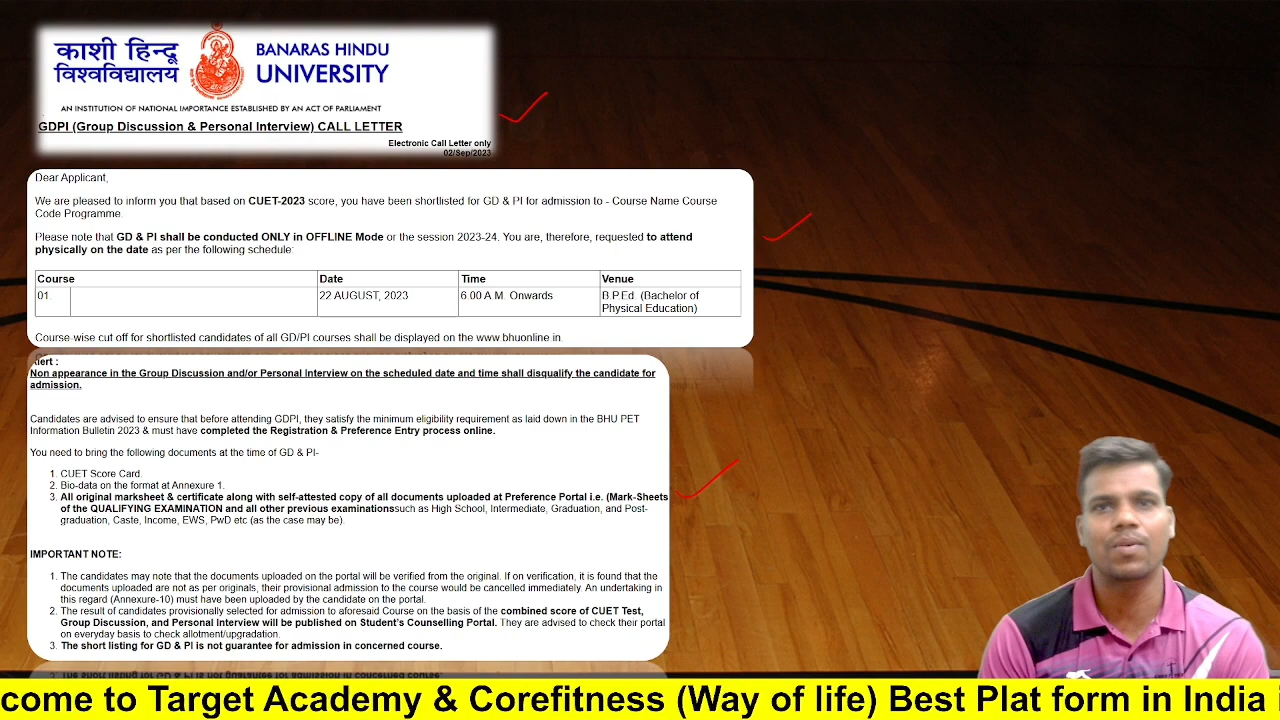 काशी हिन्दू
विश्वविद्यालय
BANARAS HINDU
UNIVERSITY
AN INSTITUTION OF NATIONAL IMPORTANCE ESTABLISHED BY AN ACT OF PARLIAMENT
GDPI (Group Discussion & Personal Interview) CALL LETTER
Electronic Call Letter only
02/Sep/2023
Dear Applicant,
We are pleased to inform you that based on CUET-2023 score, you have been shortlisted for GD & PI for admission to - Course Name Course
Code Programme.
Please note that GD & PI shall be conducted ONLY in OFFLINE Mode or the session 2023-24. You are, therefore, requested to attend
physically on the date as per the following schedule:
Course Date Time Venue
01. 22 AUGUST, 2023 6.00 A.M. Onwards B.P.Ed. (Bachelor of
Physical Education)
Course-wise cut off for shortlisted candidates of all GD/PI courses shall be displayed on the www.bhuonline.in.
Alert :
Non appearance in the Group Discussion and/or Personal Interview on the scheduled date and time shall disqualify the candidate for
admission.
Candidates are advised to ensure that before attending GDPI, they satisfy the minimum eligibility requirement as laid down in the BHU PET
Information Bulletin 2023 & must have completed the Registration & Preference Entry process online.
You need to bring the following documents at the time of GD & PI-
1. CUET Score Card.
2. Bio-data on the format at Annexure 1.
3. All original marksheet & certificate along with self-attested copy of all documents uploaded at Preference Portal i.e. (Mark-Sheets
of the QUALIFYING EXAMINATION and all other previous examinationssuch as High School, Intermediate, Graduation, and Post-
graduation, Caste, Income, EWS, PwD etc (as the case may be).
IMPORTANT NOTE:
1. The candidates may note that the documents uploaded on the portal will be verified from the original. If on verification, it is found that the
documents uploaded are not as per originals, their provisional admission to the course would be cancelled immediately. An undertaking in
this regard (Annexure-10) must have been uploaded by the candidate on the portal.
2. The result of candidates provisionally selected for admission to aforesaid Course on the basis of the combined score of CUET Test,
Group Discussion, and Personal Interview will be published on Student's Counselling Portal. They are advised to check their portal
on everyday basis to check allotment/upgradation.
3. The short listing for GD & PI is not guarantee for admission in concerned course.
come to Target Academy & Corefitness (Way of life) Best Plat form in India